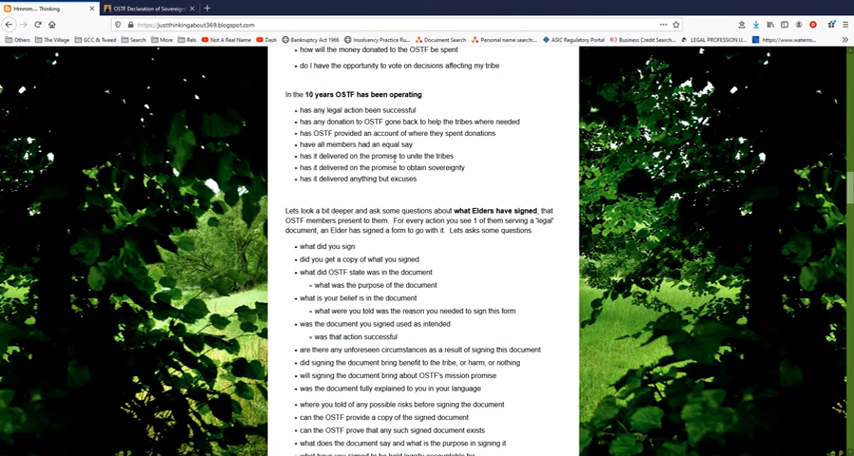 Hmmm.... Thinking
OSTF Declaration of Sovereign
https://justthinkingabout369.blogspot.com
Others
The Village
GCC & Tweed
Search
More
Rels
Not A Real Name
Dash
Bankruptcy Act 1966
Insolvency Practice Ru...
Document Search
Personal name search...
ASIC Regulatory Portal
Business Credit Search...
LEGAL PROFESSION U...
https://www.waterns...
• how will the money donated to the OSTF be spent
• do I have the opportunity to vote on decisions affecting my tribe
In the 10 years OSTF has been operating:
• has any legal action been successful
• has any donation to OSTF gone back to help the tribes where needed
• has OSTF provided an account of where they spent donations
• have all members had an equal say
• has it delivered on the promise to unite the tribes
• has it delivered on the promise to obtain sovereignty
• has it delivered anything but excuses
Lets look a bit deeper and ask some questions about what Elders have signed, that
OSTF members present to them. For every action you see 1 of them serving a 'legal'
document, an Elder has signed a form to go with it. Lets asks some questions.
• what did you sign
• did you get a copy of what you signed
• what did OSTF state was in the document
• what was the purpose of the document
• what is your belief is in the document
• what were you told was the reason you needed to sign this form
• was the document you signed used as intended
• was that action successful
• are there any unforeseen circumstances as a result of signing this document
• did signing the document bring benefit to the tribe, or harm, or nothing
• will signing the document bring about OSTF's mission promise
• was the document fully explained to you in your language
• where you told of any possible risks before signing the document
• can the OSTF provide a copy of the signed document
• can the OSTF prove that any such signed document exists
• what does the document say and what is the purpose in signing it
• what have you signed to be held legally accountable for